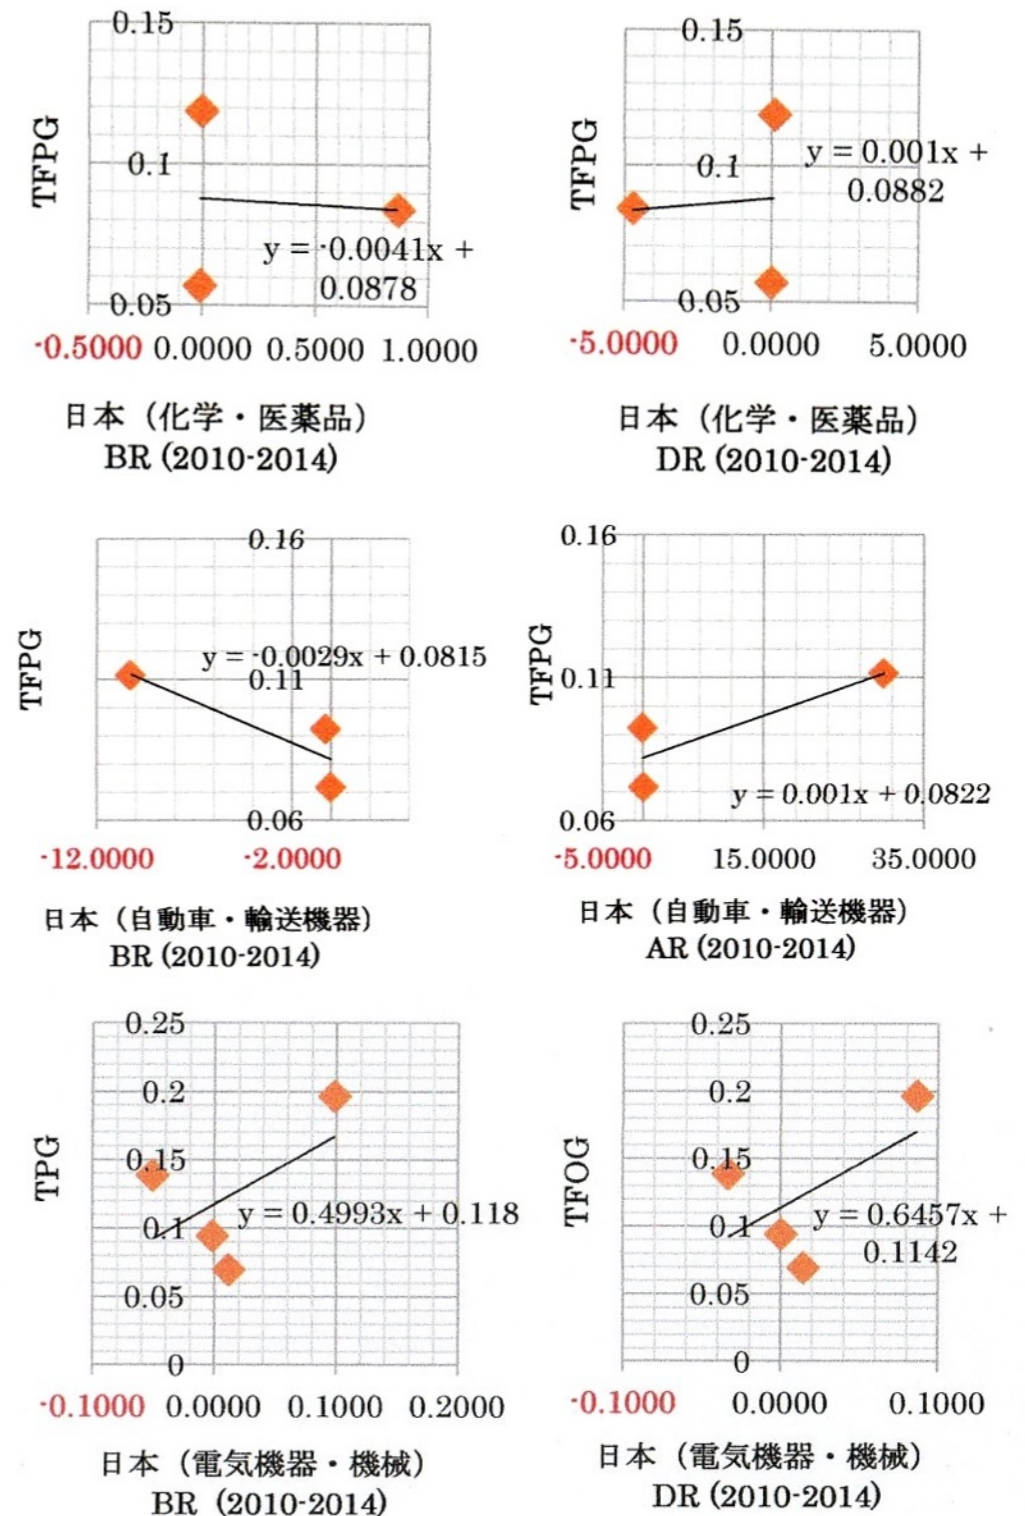 0.15
TFPG
0.1
y = -0.0041x +
0.0878
0.05
-0.5000 0.0000 0.5000 1.0000
日本（化学・医薬品）
BR (2010-2014)
0.15
TFPG
0.1
y = 0.001x +
0.0882
0.05
-5.0000 0.0000 5.0000
日本（化学・医薬品）
DR (2010-2014)
0.16
TFPG
y = -0.0029x + 0.0815
0.11
0.06
-12.0000 -2.0000
日本（自動車・輸送機器）
BR (2010-2014)
0.16
TFPG
0.11
y = 0.001x + 0.0822
0.06
-5.0000 15.0000 35.0000
日本（自動車・輸送機器）
AR (2010-2014)
0.25
0.2
TPG
0.15
y = 0.4993x + 0.118
0.1
0.05
0
-0.1000 0.0000 0.1000 0.2000
日本（電気機器・機械）
BR (2010-2014)
0.25
0.2
TFOG
0.15
0.1
y = 0.6457x +
0.1142
0.05
0
-0.1000 0.0000 0.1000
日本（電気機器・機械）
DR (2010-2014)